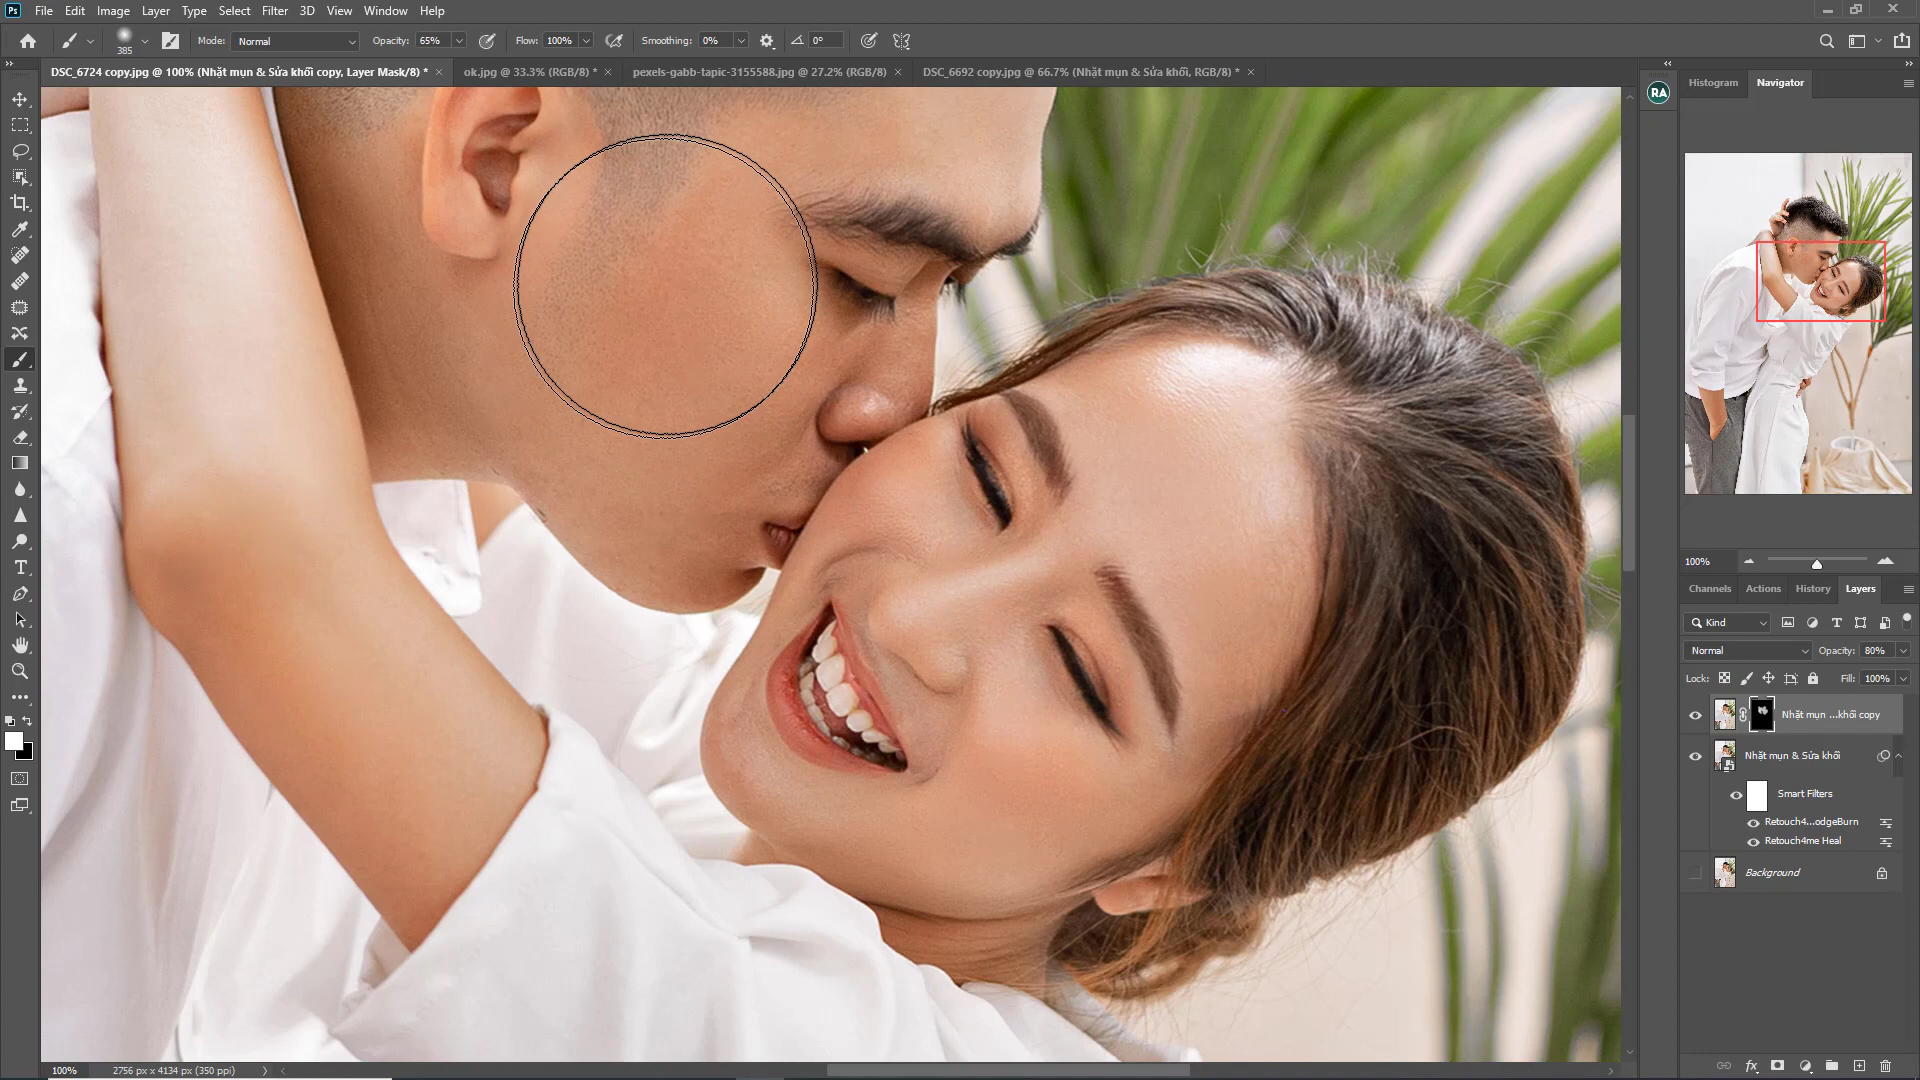 Ps File Edit Image Layer Type Select Filter 3D View Window Help
385 Mode: Normal Opacity: 65% Flow: 100% Smoothing: 0% 0°
DSC_6724 copy.jpg @ 100% (Nhặt mụn & Sửa khối copy, Layer Mask/8) * × ok.jpg @ 33.3% (RGB/8) * × pexels-gabb-tapic-3155588.jpg @ 27.2% (RGB/8) × DSC_6692 copy.jpg @ 66.7% (Nhặt mụn & Sửa khối, RGB/8) * ×
RA
Histogram Navigator
100%
Channels Actions History Layers
Kind
Normal Opacity: 80%
Lock: Fill: 100%
Nhặt mụn ...khối copy
Nhặt mụn & Sửa khối
Smart Filters
Retouch4...odgeBurn
Retouch4me Heal
Background
100% 2756 px x 4134 px (350 ppi)
fx